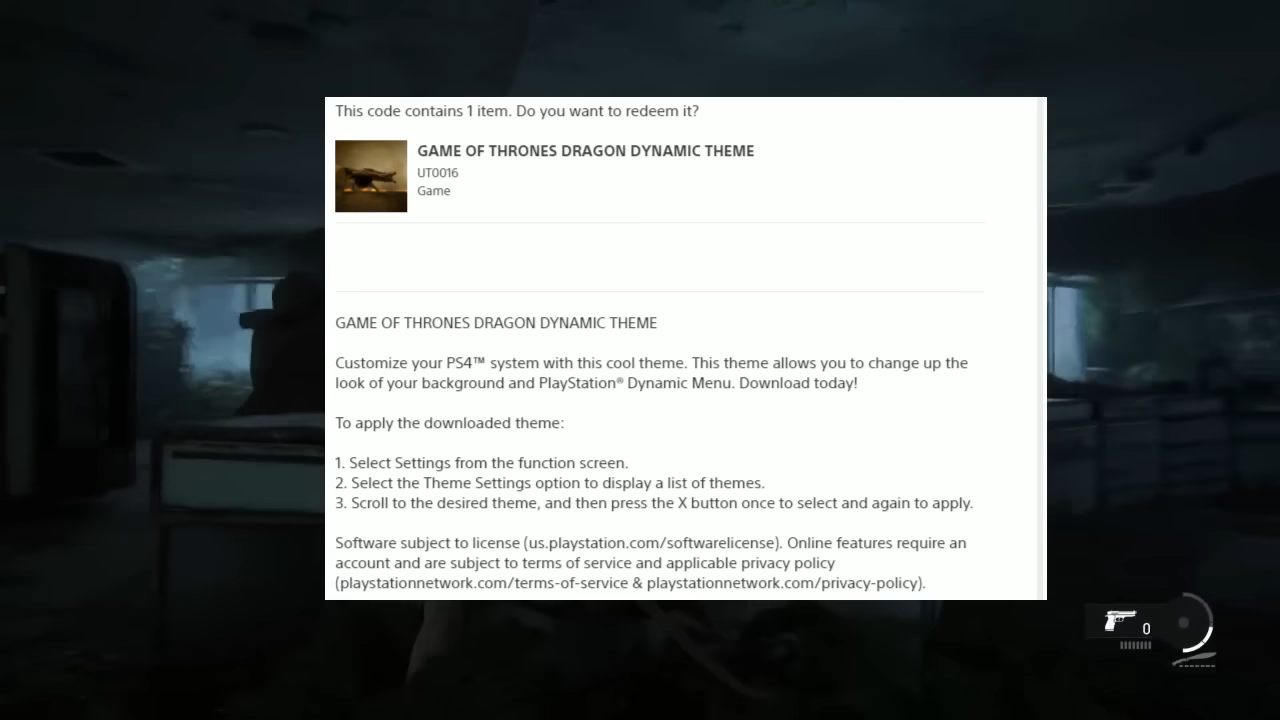 This code contains 1 item. Do you want to redeem it?
GAME OF THRONES DRAGON DYNAMIC THEME
UT0016
Game
GAME OF THRONES DRAGON DYNAMIC THEME
Customize your PS4™ system with this cool theme. This theme allows you to change up the
look of your background and PlayStation® Dynamic Menu. Download today!
To apply the downloaded theme:
1. Select Settings from the function screen.
2. Select the Theme Settings option to display a list of themes.
3. Scroll to the desired theme, and then press the X button once to select and again to apply.
Software subject to license (us.playstation.com/softwarelicense). Online features require an
account and are subject to terms of service and applicable privacy policy
(playstationnetwork.com/terms-of-service & playstationnetwork.com/privacy-policy).
0